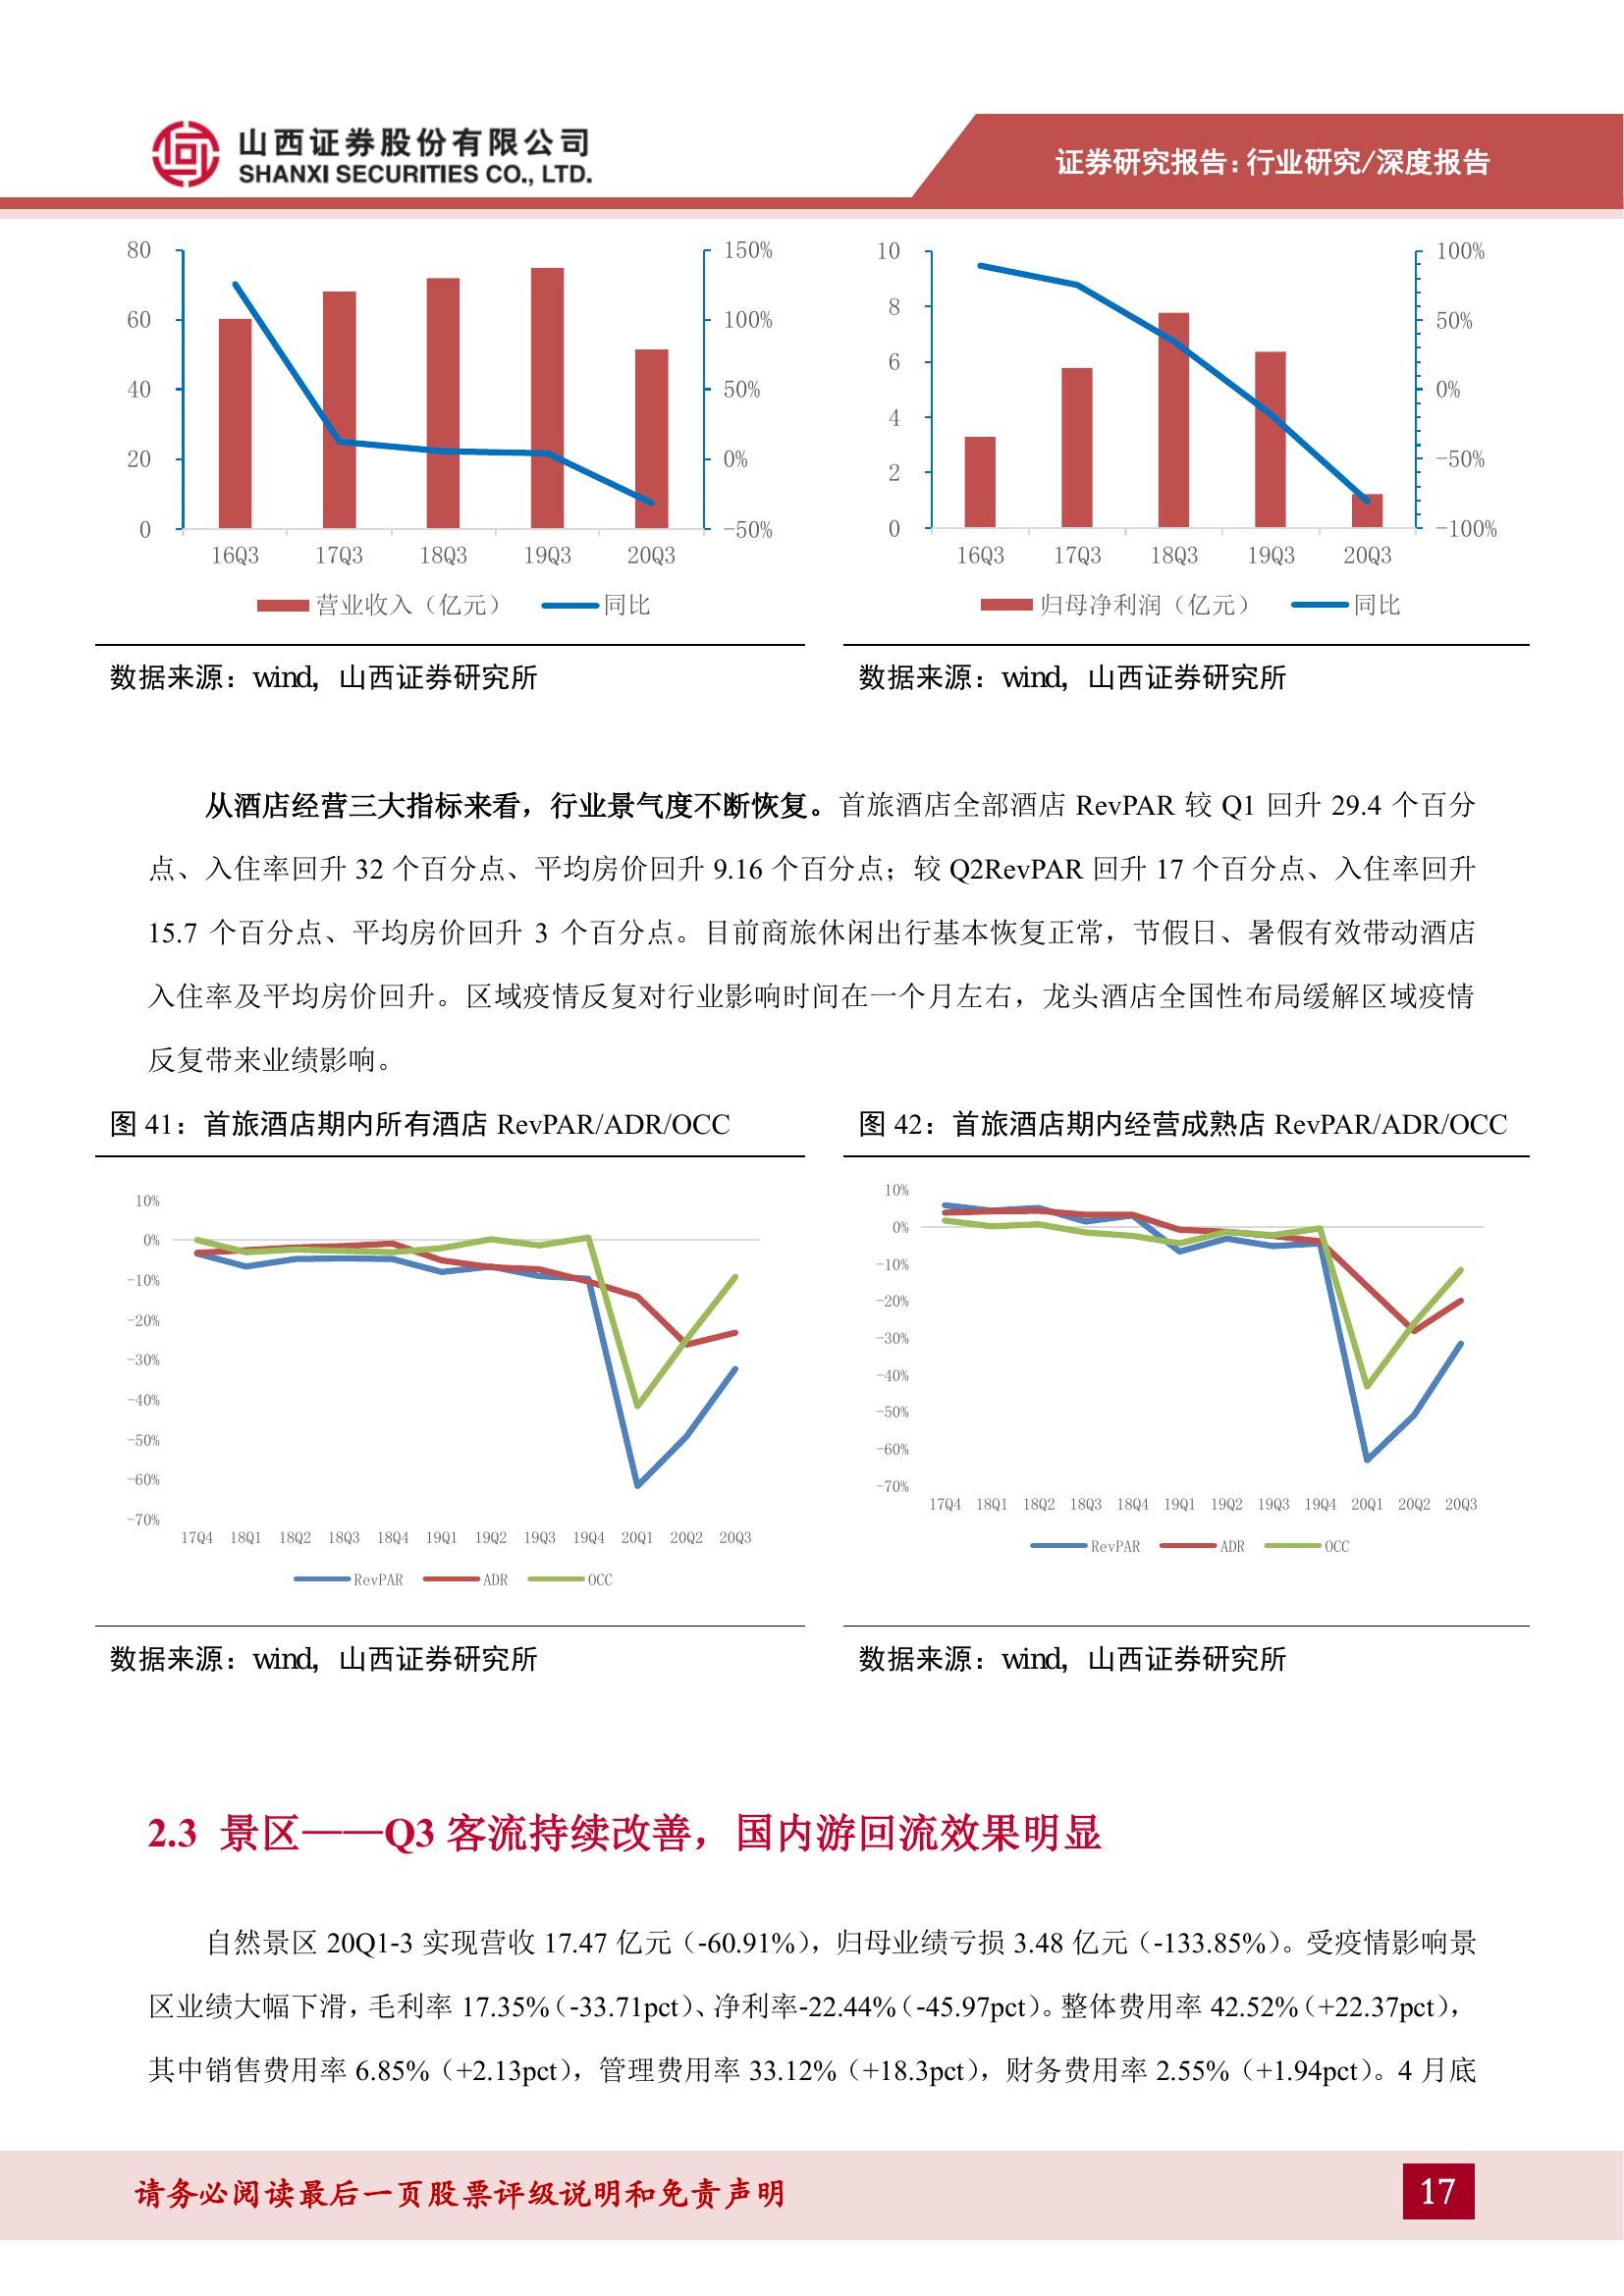 山西证券股份有限公司
SHANXI SECURITIES CO., LTD.
证券研究报告:行业研究/深度报告
80
60
40
20
0
150%
100%
50%
0%
-50%
16Q3 17Q3 18Q3 19Q3 20Q3
营业收入（亿元） 同比
10
8
6
4
2
0
100%
50%
0%
-50%
-100%
16Q3 17Q3 18Q3 19Q3 20Q3
归母净利润（亿元） 同比
数据来源：wind，山西证券研究所
数据来源：wind，山西证券研究所
从酒店经营三大指标来看，行业景气度不断恢复。首旅酒店全部酒店 RevPAR 较 Q1 回升 29.4 个百分
点、入住率回升 32 个百分点、平均房价回升 9.16 个百分点；较 Q2RevPAR 回升 17 个百分点、入住率回升
15.7 个百分点、平均房价回升 3 个百分点。目前商旅休闲出行基本恢复正常，节假日、暑假有效带动酒店
入住率及平均房价回升。区域疫情反复对行业影响时间在一个月左右，龙头酒店全国性布局缓解区域疫情
反复带来业绩影响。
图 41：首旅酒店期内所有酒店 RevPAR/ADR/OCC
10%
0%
-10%
-20%
-30%
-40%
-50%
-60%
-70%
17Q4 18Q1 18Q2 18Q3 18Q4 19Q1 19Q2 19Q3 19Q4 20Q1 20Q2 20Q3
RevPAR ADR OCC
数据来源：wind，山西证券研究所
图 42：首旅酒店期内经营成熟店 RevPAR/ADR/OCC
10%
0%
-10%
-20%
-30%
-40%
-50%
-60%
-70%
17Q4 18Q1 18Q2 18Q3 18Q4 19Q1 19Q2 19Q3 19Q4 20Q1 20Q2 20Q3
RevPAR ADR OCC
数据来源：wind，山西证券研究所
2.3 景区——Q3 客流持续改善，国内游回流效果明显
自然景区 20Q1-3 实现营收 17.47 亿元（-60.91%），归母业绩亏损 3.48 亿元（-133.85%）。受疫情影响景
区业绩大幅下滑，毛利率 17.35%（-33.71pct）、净利率-22.44%（-45.97pct）。整体费用率 42.52%（+22.37pct），
其中销售费用率 6.85%（+2.13pct），管理费用率 33.12%（+18.3pct），财务费用率 2.55%（+1.94pct）。4 月底
请务必阅读最后一页股票评级说明和免责声明
17